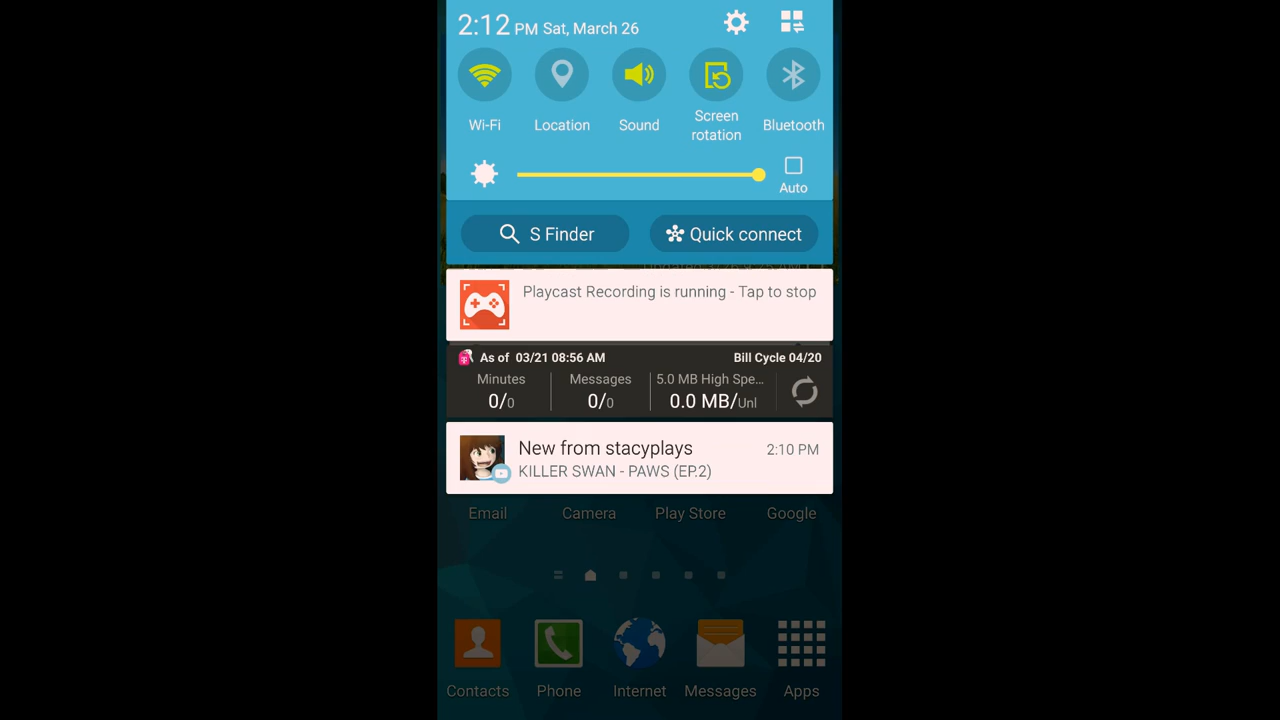 2:12 PM Sat, March 26
Wi-Fi
Location
Sound
Screen
rotation
Bluetooth
Auto
S Finder
Quick connect
Playcast Recording is running - Tap to stop
As of 03/21 08:56 AM
Bill Cycle 04/20
Minutes
0/0
Messages
0/0
5.0 MB High Spe...
0.0 MB/Unl
New from stacyplays
2:10 PM
KILLER SWAN - PAWS (EP.2)
Email
Camera
Play Store
Google
Contacts
Phone
Internet
Messages
Apps